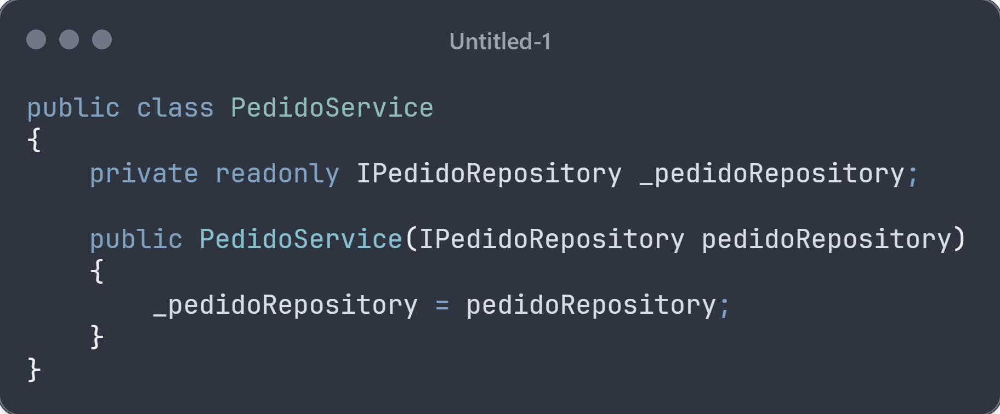 Untitled-1
public class PedidoService
{
    private readonly IPedidoRepository _pedidoRepository;
    public PedidoService(IPedidoRepository pedidoRepository)
    {
        _pedidoRepository = pedidoRepository;
    }
}